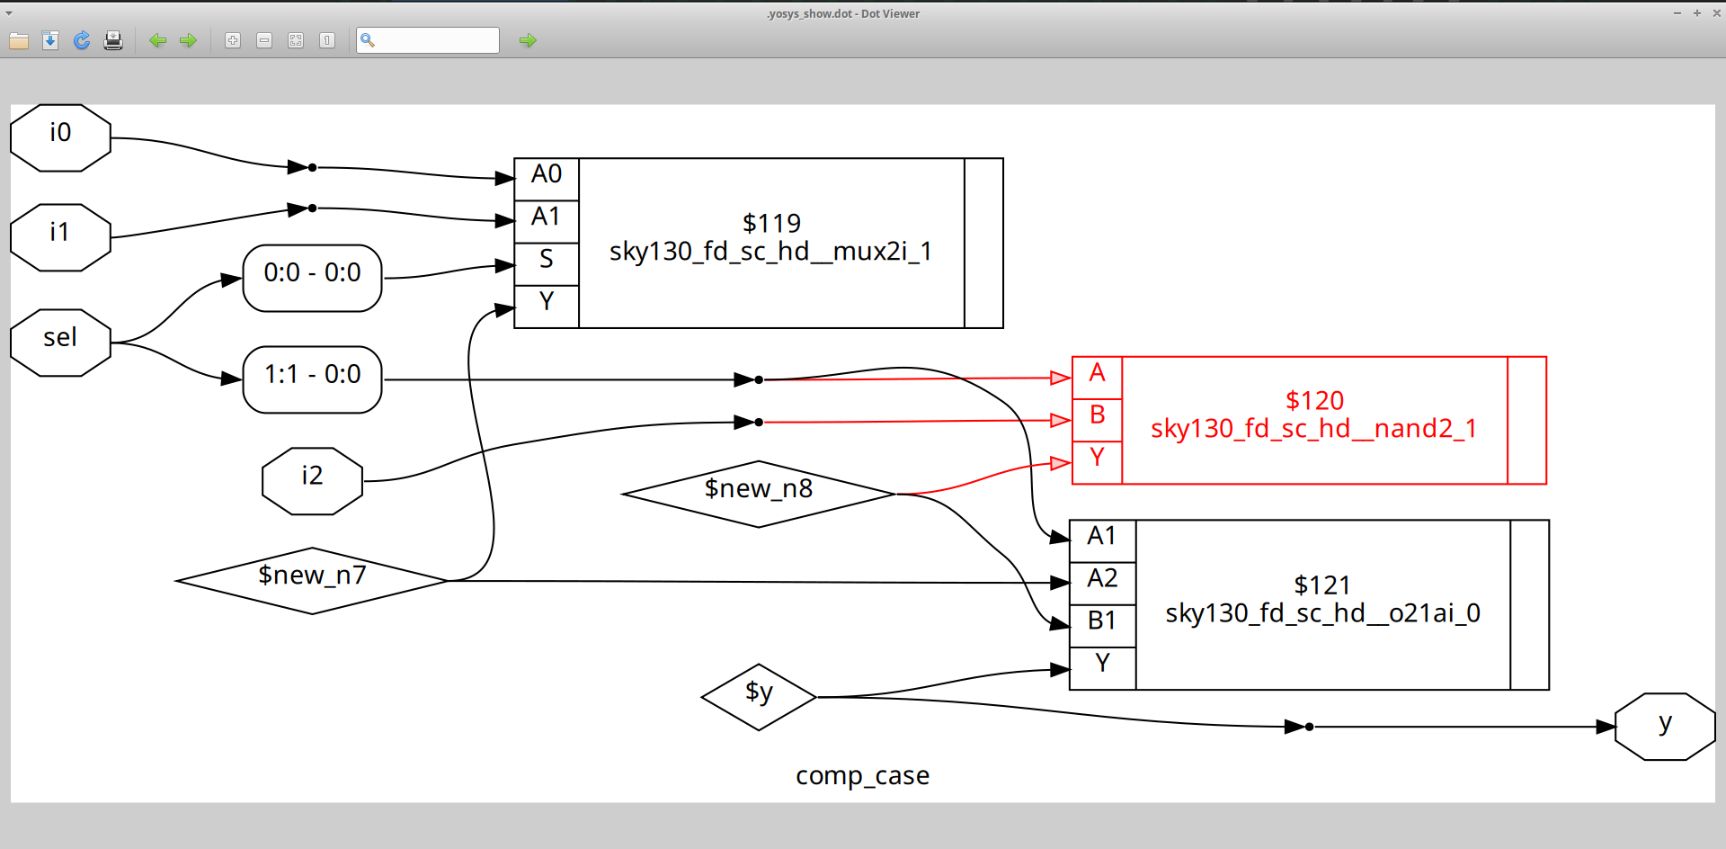 .yosys_show.dot - Dot Viewer
i0
i1
sel
0:0 - 0:0
1:1 - 0:0
i2
$new_n7
A0
A1
S
Y
$119
sky130_fd_sc_hd__mux2i_1
$new_n8
$y
A
B
Y
$120
sky130_fd_sc_hd__nand2_1
A1
A2
B1
Y
$121
sky130_fd_sc_hd__o21ai_0
y
comp_case